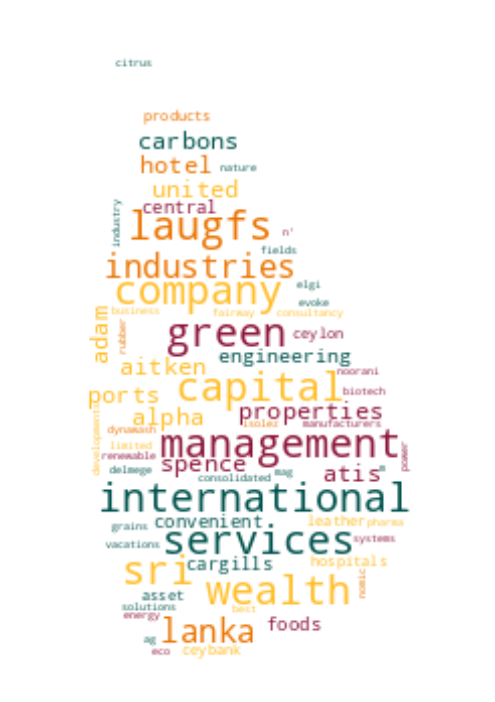 citrus
products
carbons
hotel nature
united
industry central
laugfs n'
fields
industries elgi
company evoke
business fairway consultancy
adam rubber green ceylon
engineering
aitken noorani
capital biotech
ports properties
developments alpha isolez manufacturers
dynawash
limited management power
renewable spence atis m
delmege consolidated mag
international
grains convenient leather pharma
vacations services systems
cargills hospitals
sri nomic
asset wealth
solutions best
energy lanka foods
ag
eco ceybank